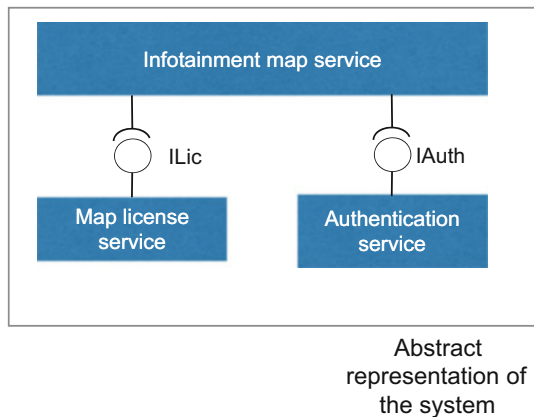 Infotainment map service
ILic
IAuth
Map license
service
Authentication
service
Abstract
representation of
the system